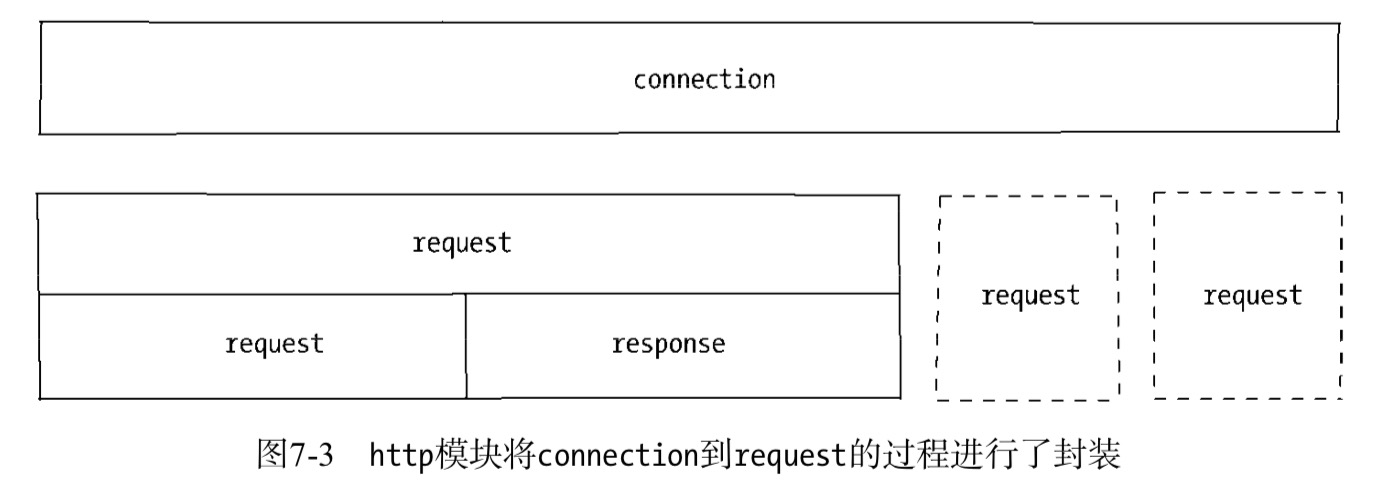 connection
request
request
response
request
request
图7-3 http模块将connection到request的过程进行了封装